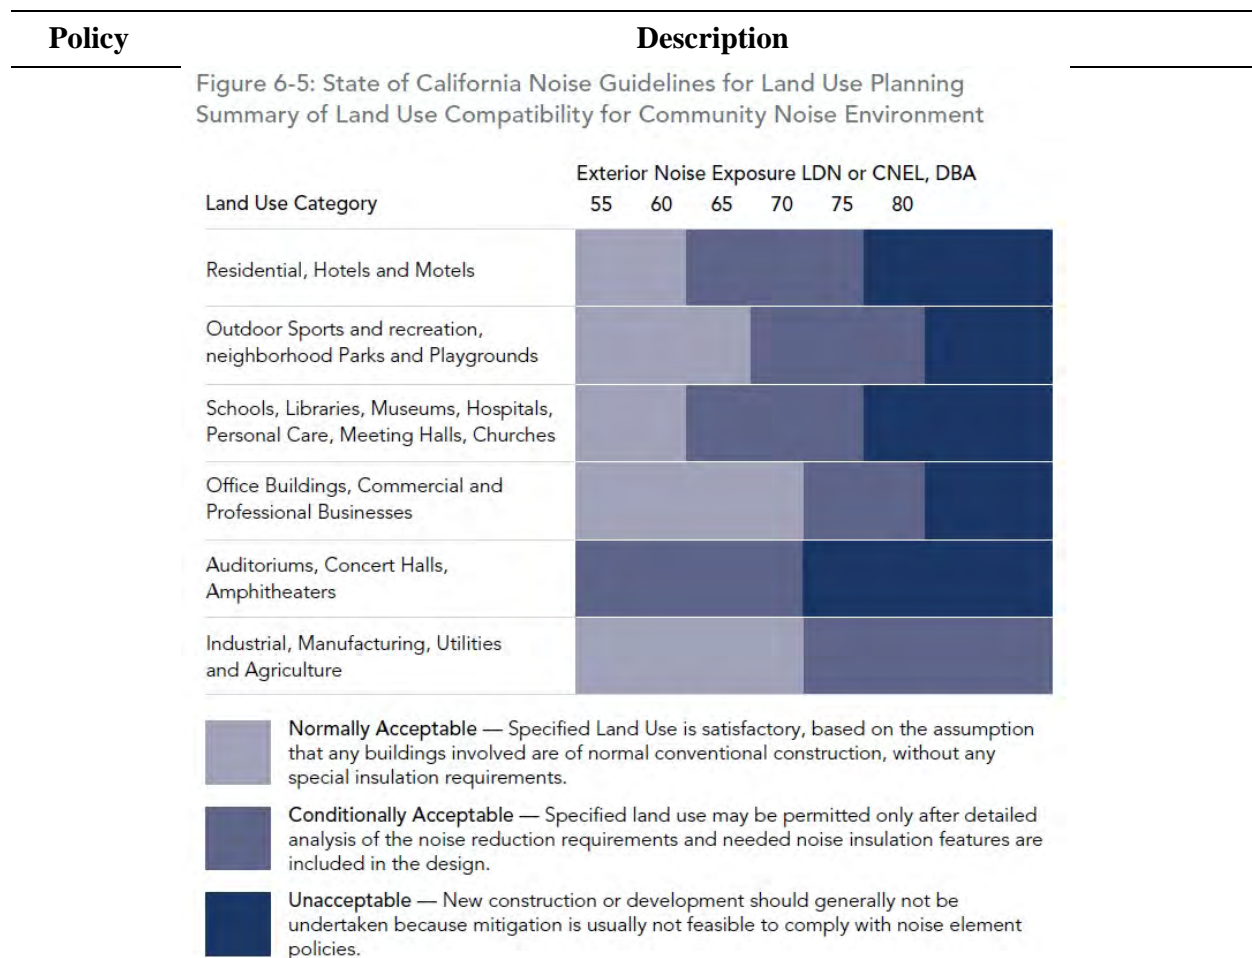 Policy Description
Figure 6-5: State of California Noise Guidelines for Land Use Planning
Summary of Land Use Compatibility for Community Noise Environment
Exterior Noise Exposure LDN or CNEL, DBA
Land Use Category 55 60 65 70 75 80
Residential, Hotels and Motels
Outdoor Sports and recreation,
neighborhood Parks and Playgrounds
Schools, Libraries, Museums, Hospitals,
Personal Care, Meeting Halls, Churches
Office Buildings, Commercial and
Professional Businesses
Auditoriums, Concert Halls,
Amphitheaters
Industrial, Manufacturing, Utilities
and Agriculture
Normally Acceptable — Specified Land Use is satisfactory, based on the assumption
that any buildings involved are of normal conventional construction, without any
special insulation requirements.
Conditionally Acceptable — Specified land use may be permitted only after detailed
analysis of the noise reduction requirements and needed noise insulation features are
included in the design.
Unacceptable — New construction or development should generally not be
undertaken because mitigation is usually not feasible to comply with noise element
policies.